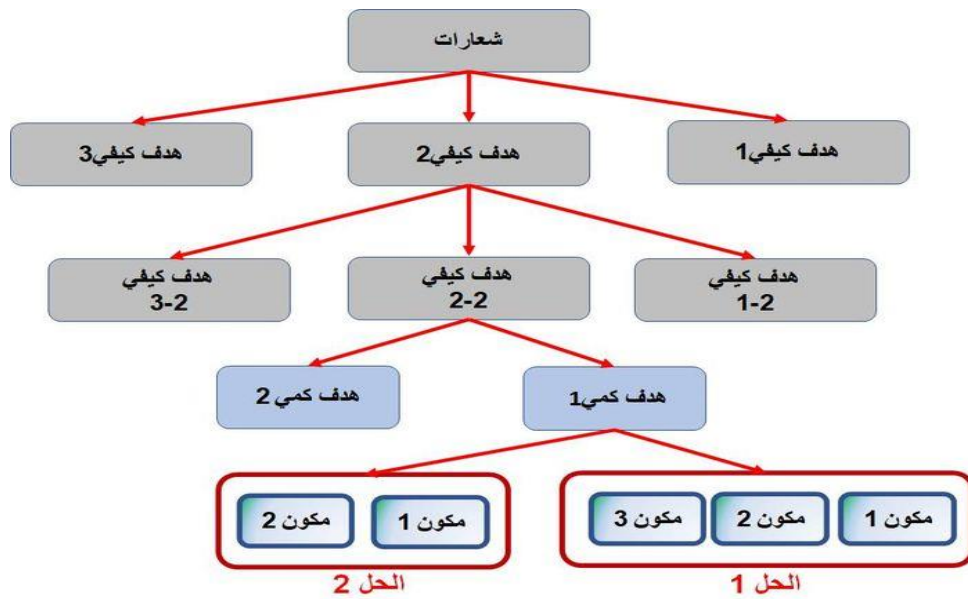 شعارات
هدف كيفي1
هدف كيفي2
هدف كيفي3
هدف كيفي
1-2
هدف كيفي
2-2
هدف كيفي
3-2
هدف كمي1
هدف كمي 2
مكون 1
مكون 2
مكون 3
الحل 1
مكون 1
مكون 2
الحل 2